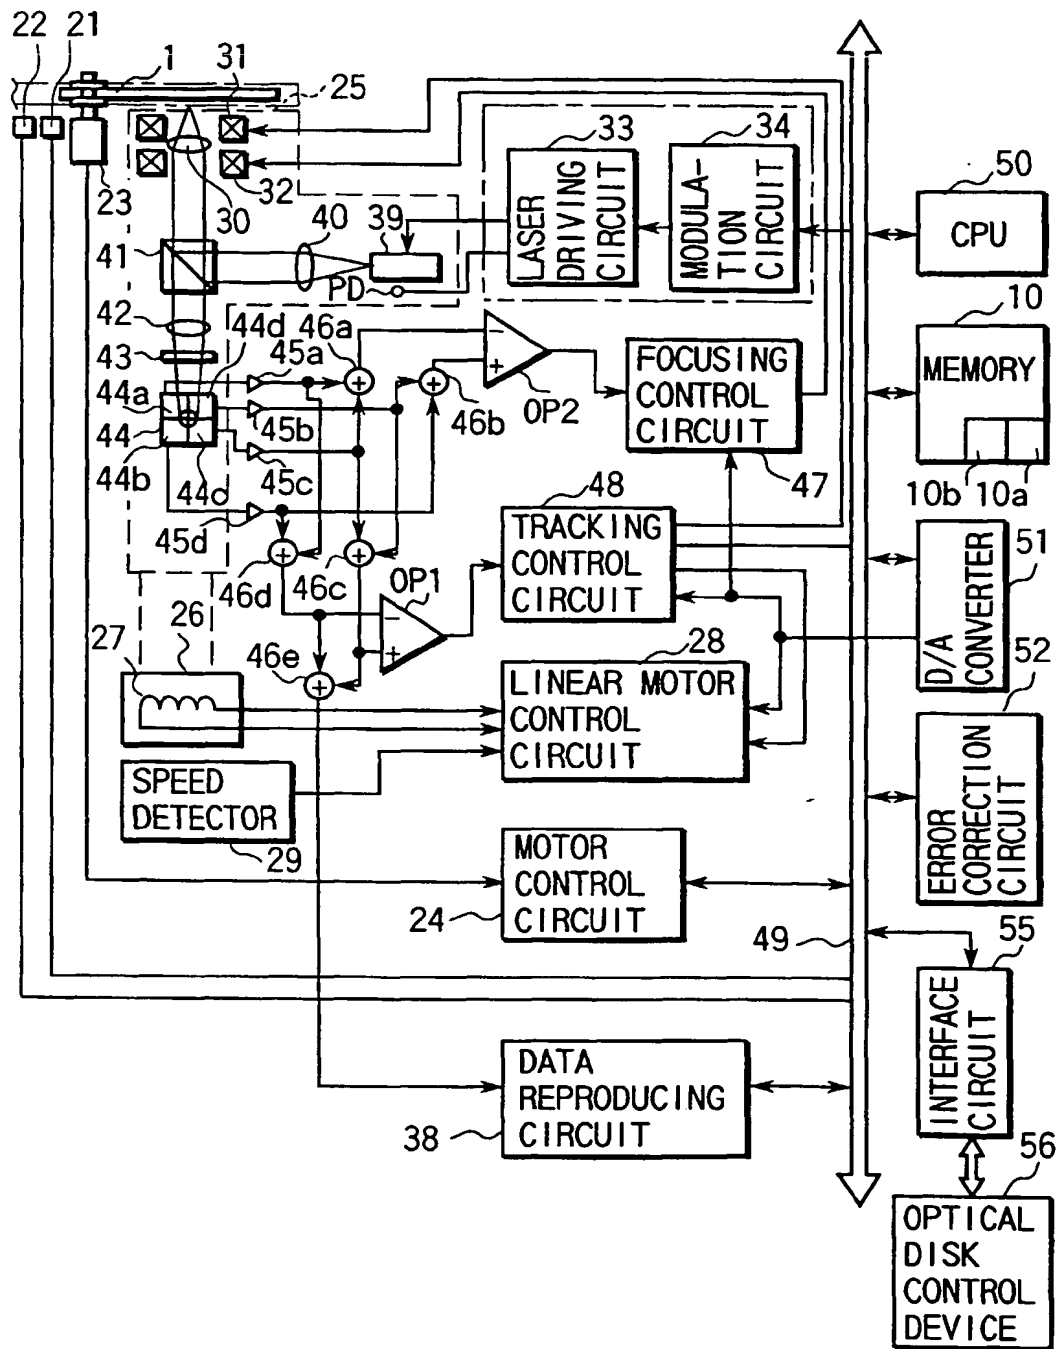 22 21 1 31
25
33 34
50
LASER
DRIVING
CIRCUIT
MODULA-
TION
CIRCUIT
CPU
23 30 32 40 39
41
PD
10
42 44d 46a
43 45a
MEMORY
FOCUSING
CONTROL
CIRCUIT
44a
44
45b 46b OP2
44b 44c 45c
48 47
10b 10a
45d
TRACKING
CONTROL
CIRCUIT
51
D/A
CONVERTER
46d 46c OP1
26
27
46e
28
52
LINEAR MOTOR
CONTROL
CIRCUIT
SPEED
DETECTOR
29
ERROR
CORRECTION
CIRCUIT
MOTOR
CONTROL
CIRCUIT
24
49
55
INTERFACE
CIRCUIT
DATA
REPRODUCING
CIRCUIT
38
56
OPTICAL
DISK
CONTROL
DEVICE